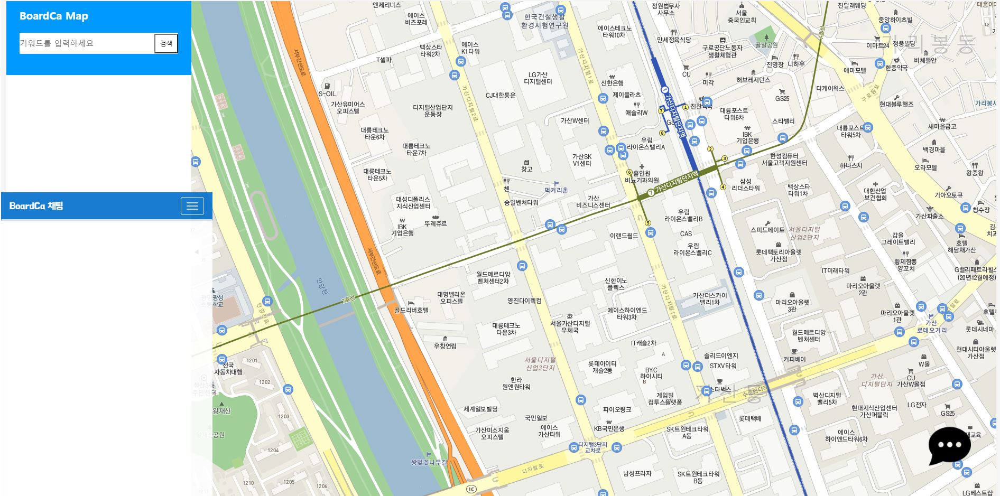 BoardCa Map
키워드를 입력하세요
검색
BoardCa 채팅
엔제리너스
에이스
비즈포레
한국건설생활
환경시험연구원
에이스테크노
타워10차
정원법무사
사무소
서울
중국인교회
진달래웨딩
중앙하이츠빌
만세정육식당
구로공단노동자
생활체험관
골말공원
가리봉동
이마트24
정풍빌딩
비체뜰안
한중약국
애마모텔
진영장
니하우
T셀파
백상스타
타워2차
에이스
K1타워
S-OIL
가산유미어스
오피스텔
디지털산업단지
운동장
CJ대한통운
LG가산
디지털센터
신한은행
제이플라츠
애슐리W
CU
미각
허브레지던스
GS25
디케이웍스
현대블루핸즈
구로동로
서부간선도로
가산디지털2로
가산디지털1로
7호선
대륭테크노
타운6차
대륭테크노
타운7차
대륭테크노
타운5차
가산W센터
가산디지털단지역
대륭포스트
타워6차
스타밸리
IBK
기업은행
대륭포스트
타워5차
새마을금고
백경마을
우림
라이온스밸리A
가산SK
V1센터
창고
첸
먹거리촌
홀인원
비뇨기과의원
가산디지털단지역
한성컴퓨터
서울고객지원센터
하나스시
오라모텔
왕중왕
삼성
리더스타워
백상스타
타워1차
대한산업
보건협회
기아오토큐
청수장
가산파출소
승일벤처타워
가산
비즈니스센터
대성디폴리스
지식산업센터
IBK
기업은행
뚜레쥬르
우림
라이온스밸리B
CAS
우림
라이온스밸리C
이랜드월드
스피드메이트
서울디지털
산업2단지
롯데팩토리아울렛
가산점
갑을
그레이트밸리
호텔
해담채가산
황제짬뽕
양꼬치
G밸리페트라힐스
(20년12월예정)
IT미래타워
마리오아울렛
2관
서부간선도로
안양천
7호선
안양천로
월드메르디앙
벤처센터2차
대명벨리온
오피스텔
골드리버호텔
영진다이렉컴
신한이노
플렉스
에이스하이엔드
타워3차
가산디지털1로
가산더스카이
밸리1차
마리오아울렛
3관
마리오아울렛
1관
가산
로데오거리
롯데시네마
대륭테크노
타운3차
서울가산디지털
우체국
우창연립
월드메르디앙
벤처센터
현대시티아울렛
가산점
IT캐슬2차
A
솔리드이엔지
STXV타워
커피베이
W몰
서울디지털
산업3단지
롯데아이티
캐슬2동
BYC
하이시티
B
CU
가산W몰점
가산
디지털단지
한라
원앤원타워
게임빌
컴투스플랫폼
스타벅스
가산동
벽산디지털
밸리5차
현대지식산업센터
가산퍼블릭
LG전자
GS25
세계일보빌딩
국민일보
파이오링크
롯데택배
가산미소지움
오피스텔
에이스
가산타워
KB국민은행
SK트윈테크타워
A동
에이스
하이엔드타워6차
디지털3단지
교차로
디지털로
남성프라자
SK트윈테크타워
B동
LG베스트샵
IC
왕벚꽃나무길
전국
자동차대행
왕재산
1201
1202
1203
1204
1205
1206
1210
1211